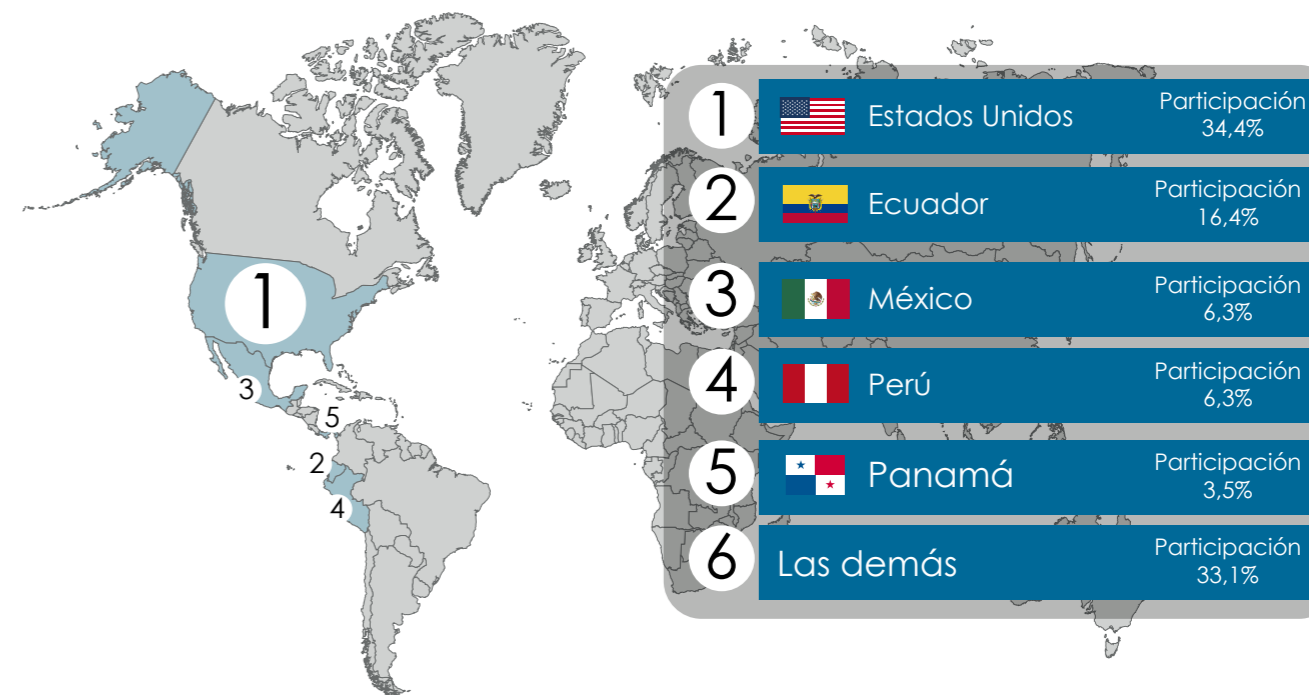 1
3
5
2
4
1
Estados Unidos
Participación
34,4%
2
Ecuador
Participación
16,4%
3
México
Participación
6,3%
4
Perú
Participación
6,3%
5
Panamá
Participación
3,5%
6
Las demás
Participación
33,1%